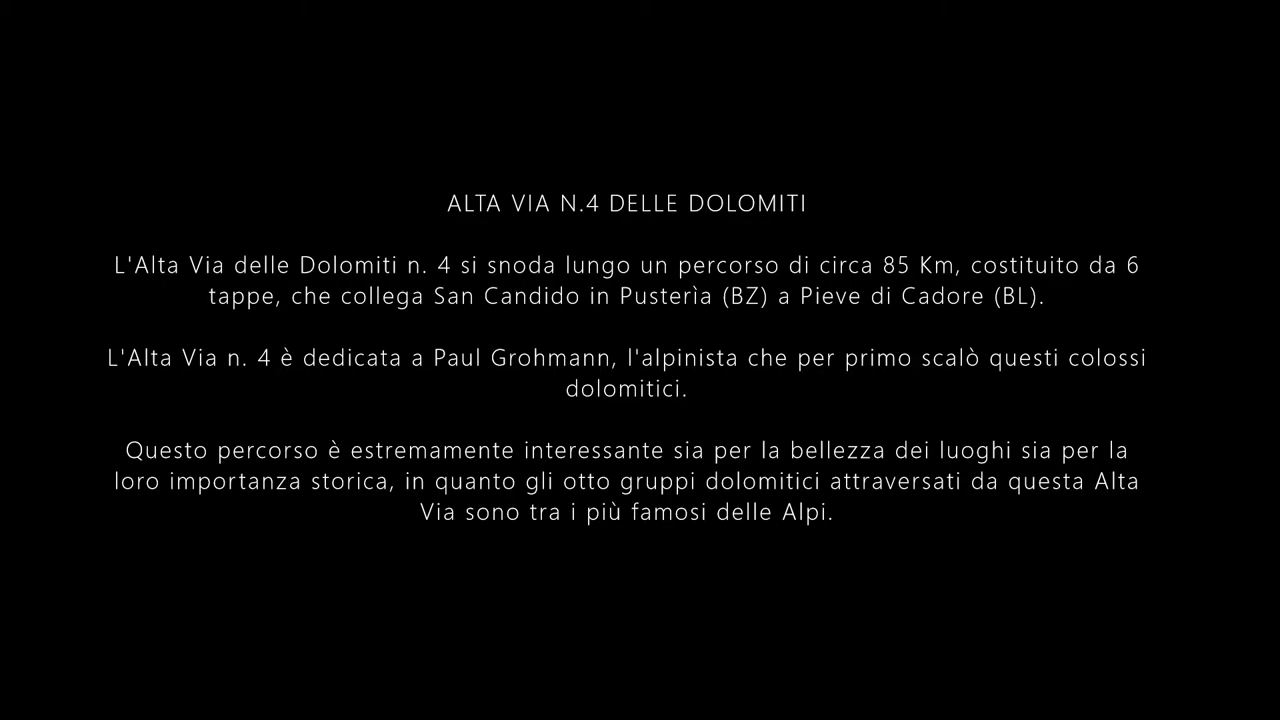 ALTA VIA N.4 DELLE DOLOMITI
L'Alta Via delle Dolomiti n. 4 si snoda lungo un percorso di circa 85 Km, costituito da 6
tappe, che collega San Candido in Pusterìa (BZ) a Pieve di Cadore (BL).
L'Alta Via n. 4 è dedicata a Paul Grohmann, l'alpinista che per primo scalò questi colossi
dolomitici.
Questo percorso è estremamente interessante sia per la bellezza dei luoghi sia per la
loro importanza storica, in quanto gli otto gruppi dolomitici attraversati da questa Alta
Via sono tra i più famosi delle Alpi.